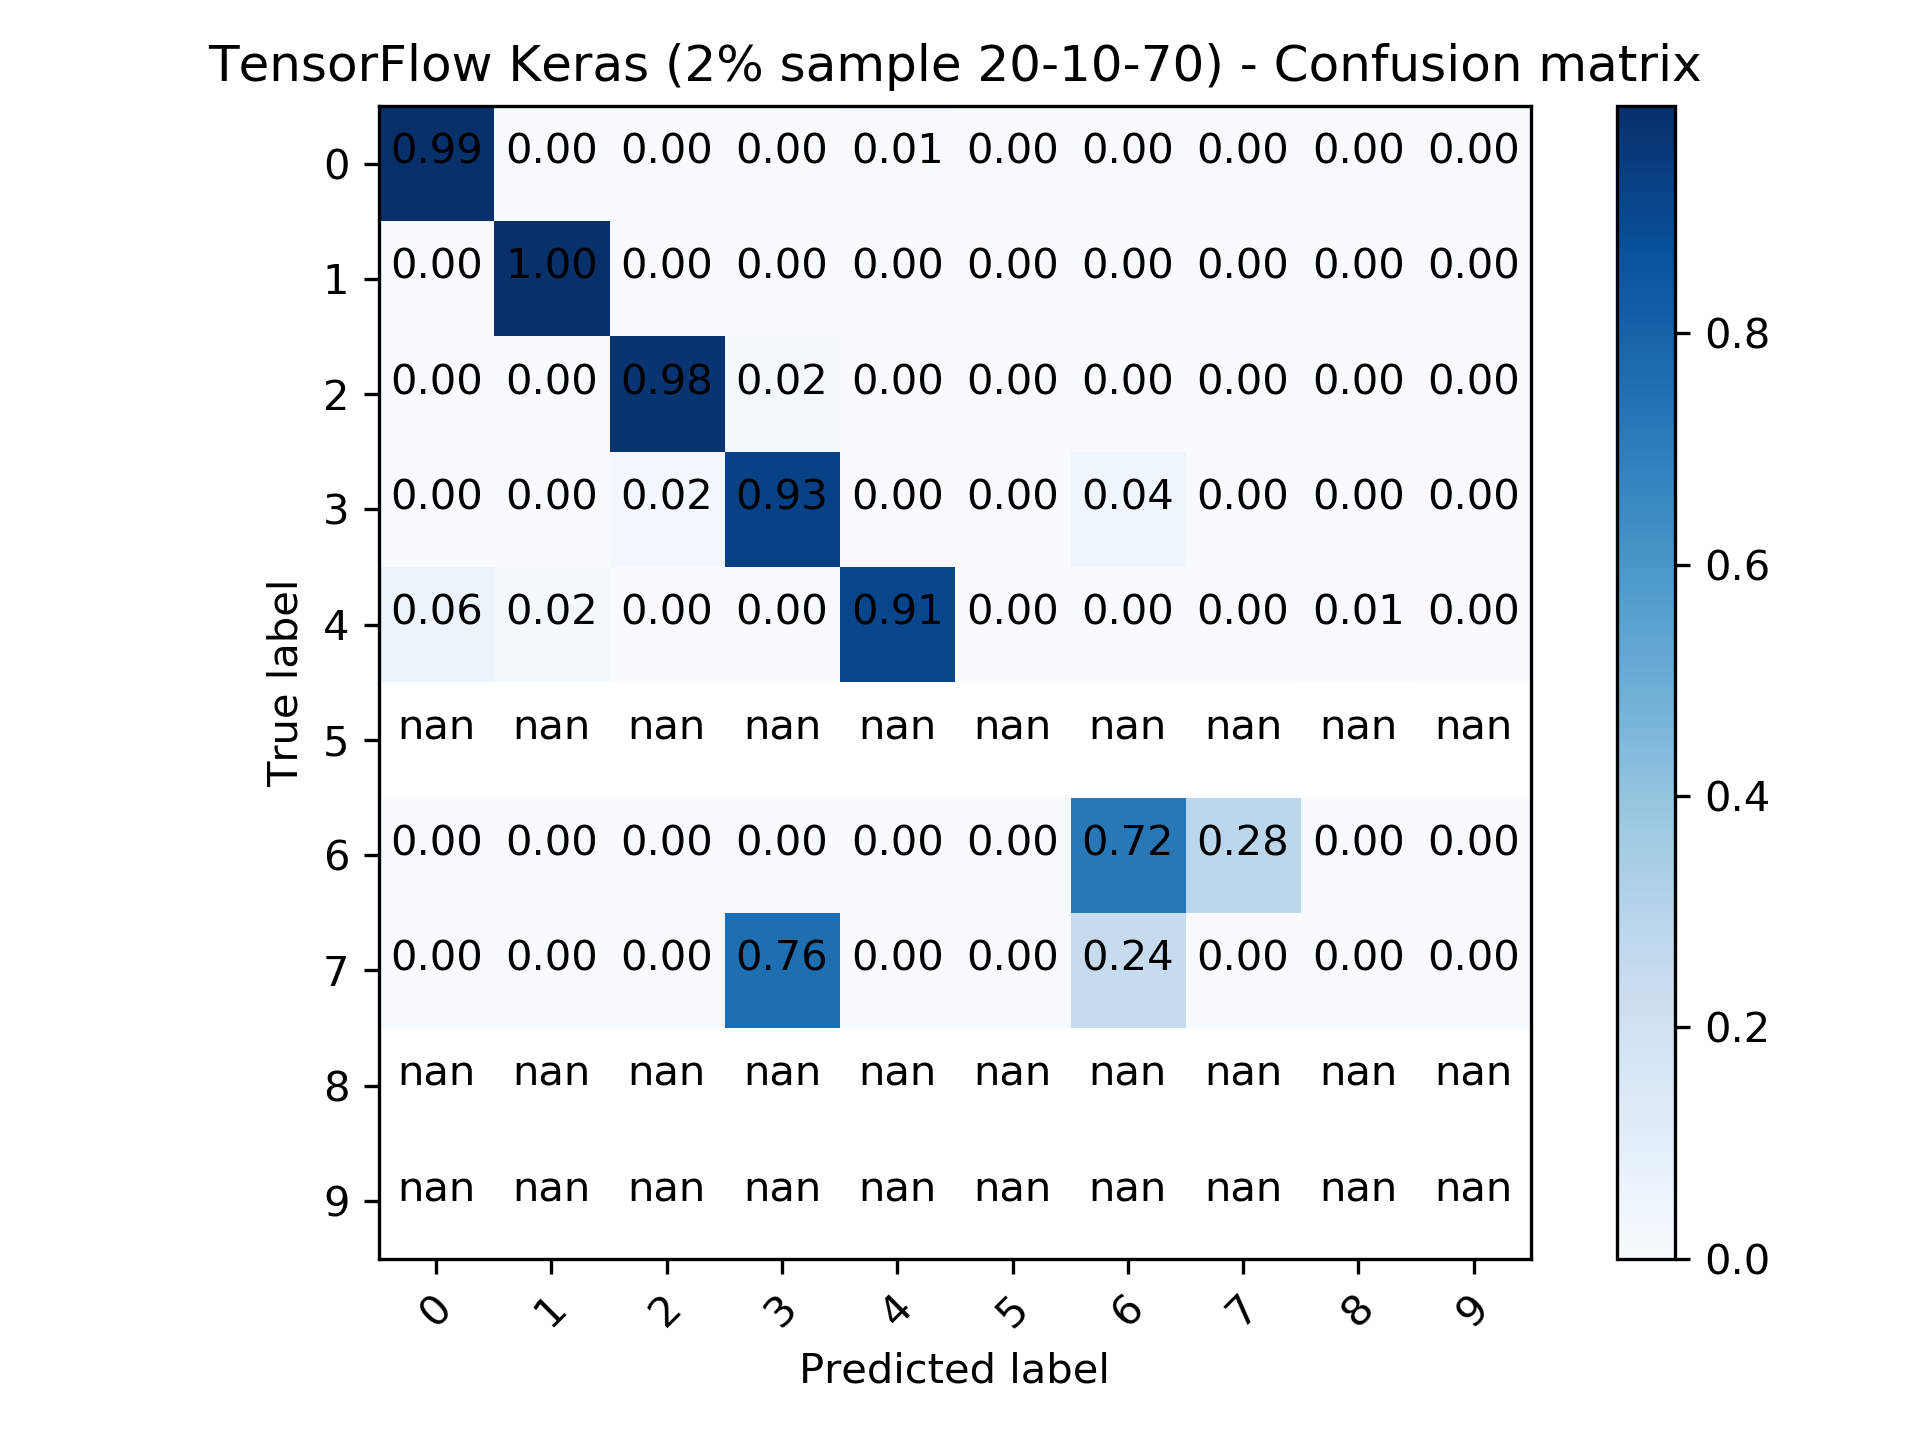 TensorFlow Keras (2% sample 20-10-70) - Confusion matrix
0 0.99 0.00 0.00 0.00 0.01 0.00 0.00 0.00 0.00 0.00
1 0.00 1.00 0.00 0.00 0.00 0.00 0.00 0.00 0.00 0.00
2 0.00 0.00 0.98 0.02 0.00 0.00 0.00 0.00 0.00 0.00
3 0.00 0.00 0.02 0.93 0.00 0.00 0.04 0.00 0.00 0.00
4 0.06 0.02 0.00 0.00 0.91 0.00 0.00 0.00 0.01 0.00
5 nan nan nan nan nan nan nan nan nan nan
6 0.00 0.00 0.00 0.00 0.00 0.00 0.72 0.28 0.00 0.00
7 0.00 0.00 0.00 0.76 0.00 0.00 0.24 0.00 0.00 0.00
8 nan nan nan nan nan nan nan nan nan nan
9 nan nan nan nan nan nan nan nan nan nan
0 1 2 3 4 5 6 7 8 9
Predicted label
True label
0.8
0.6
0.4
0.2
0.0